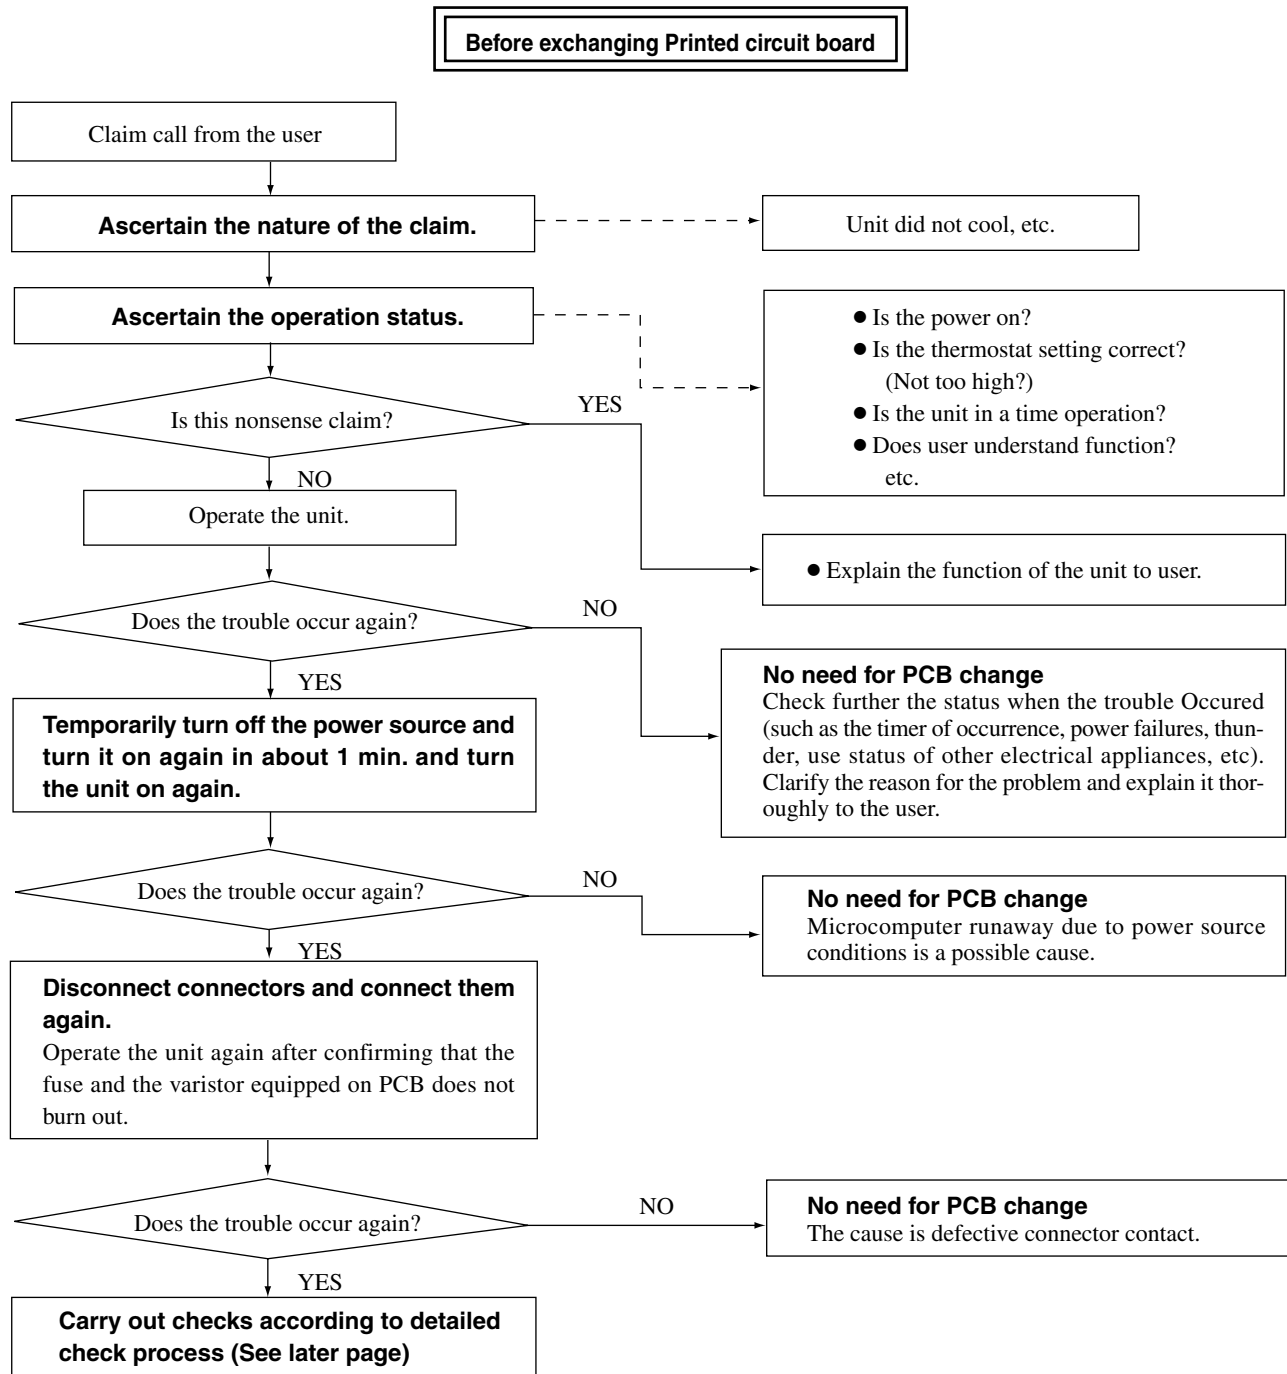 Before exchanging Printed circuit board
Claim call from the user
Ascertain the nature of the claim.
Unit did not cool, etc.
Ascertain the operation status.
● Is the power on?
● Is the thermostat setting correct?
(Not too high?)
● Is the unit in a time operation?
● Does user understand function?
etc.
Is this nonsense claim?
YES
NO
Operate the unit.
● Explain the function of the unit to user.
Does the trouble occur again?
NO
YES
No need for PCB change
Check further the status when the trouble Occured
(such as the timer of occurrence, power failures, thun-
der, use status of other electrical appliances, etc).
Clarify the reason for the problem and explain it thor-
oughly to the user.
Temporarily turn off the power source and
turn it on again in about 1 min. and turn
the unit on again.
Does the trouble occur again?
NO
YES
No need for PCB change
Microcomputer runaway due to power source
conditions is a possible cause.
Disconnect connectors and connect them
again.
Operate the unit again after confirming that the
fuse and the varistor equipped on PCB does not
burn out.
Does the trouble occur again?
NO
YES
No need for PCB change
The cause is defective connector contact.
Carry out checks according to detailed
check process (See later page)